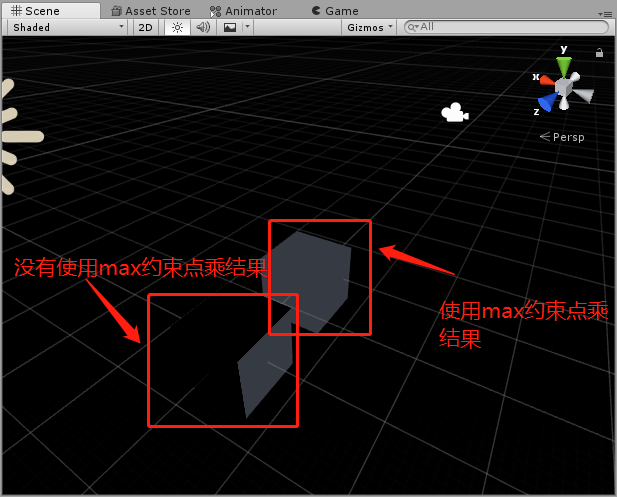 Scene
Asset Store
Animator
Game
Shaded
2D
Gizmos
All
y
x
z
Persp
没有使用max约束点乘结果
使用max约束点乘
结果